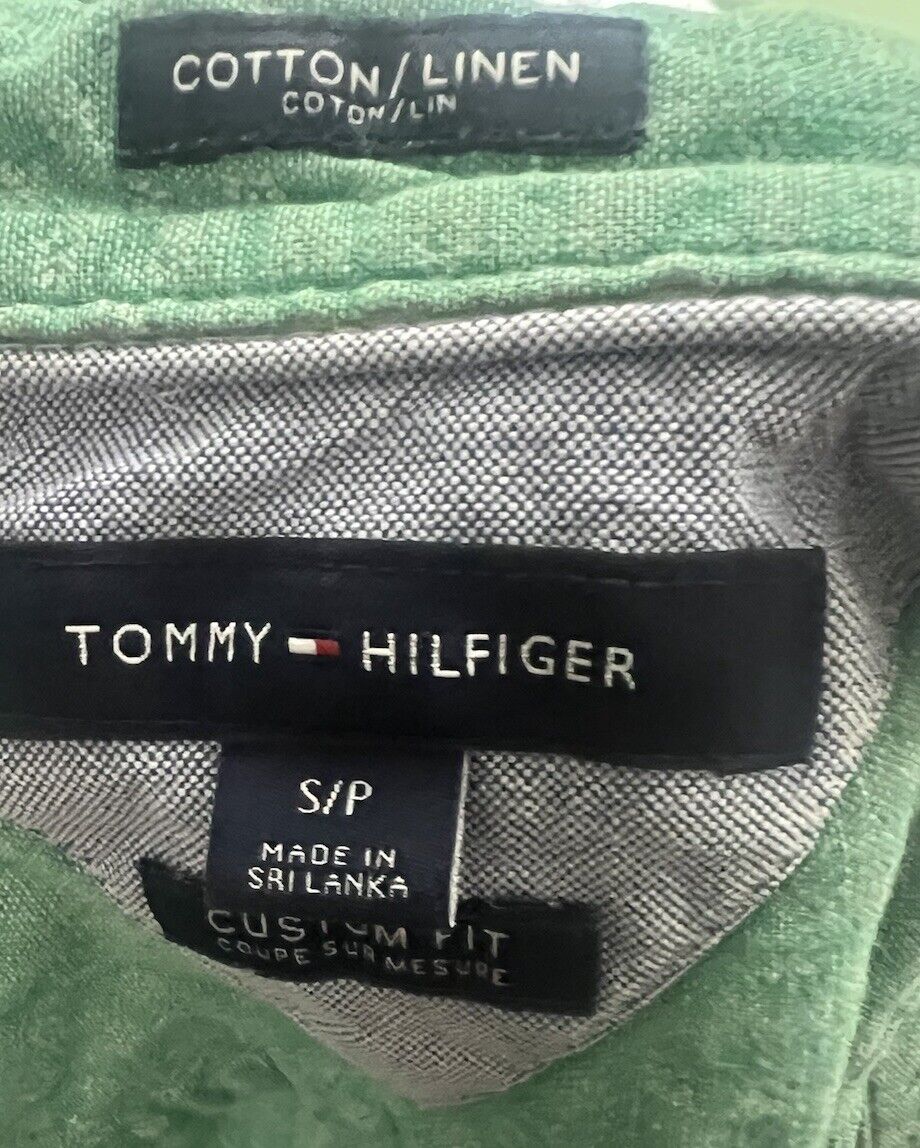 COTTON/LINEN
COTON/LIN
TOMMY HILFIGER
S/P
MADE IN
SRI LANKA
CUSTOM FIT
COUPE SUR MESURE